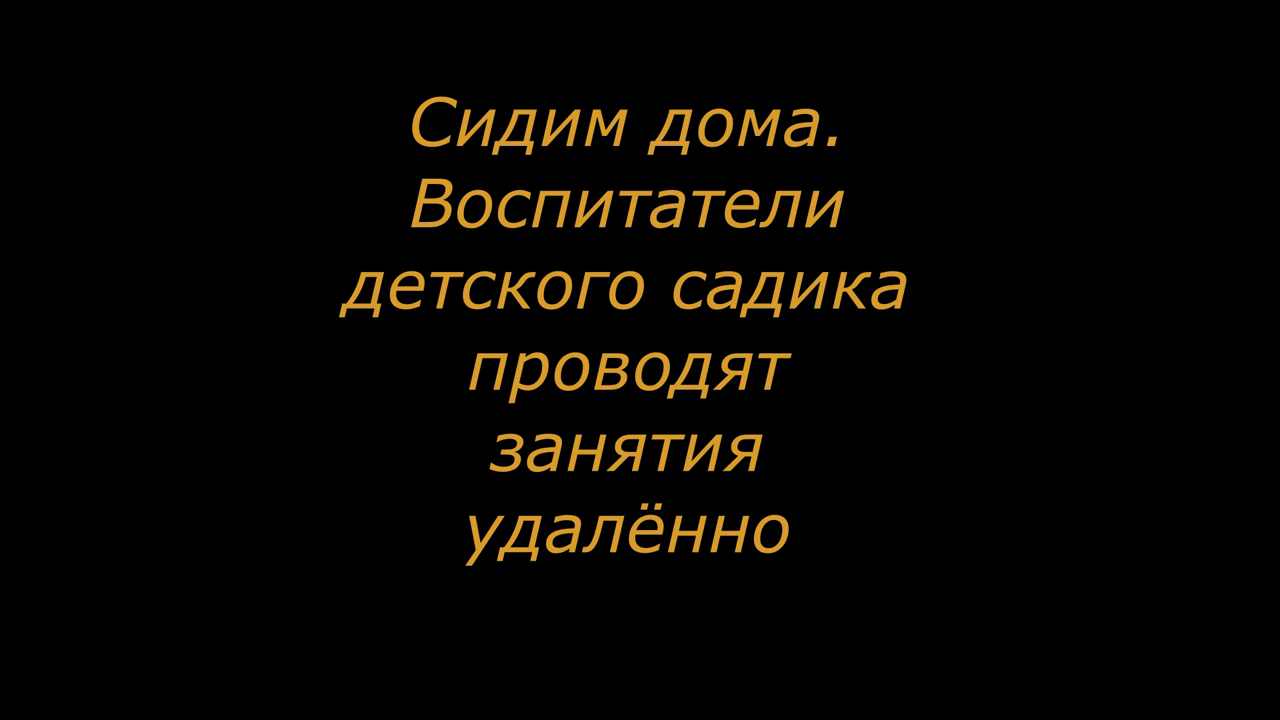 Сидим дома.
Воспитатели
детского садика
проводят
занятия
удалённо